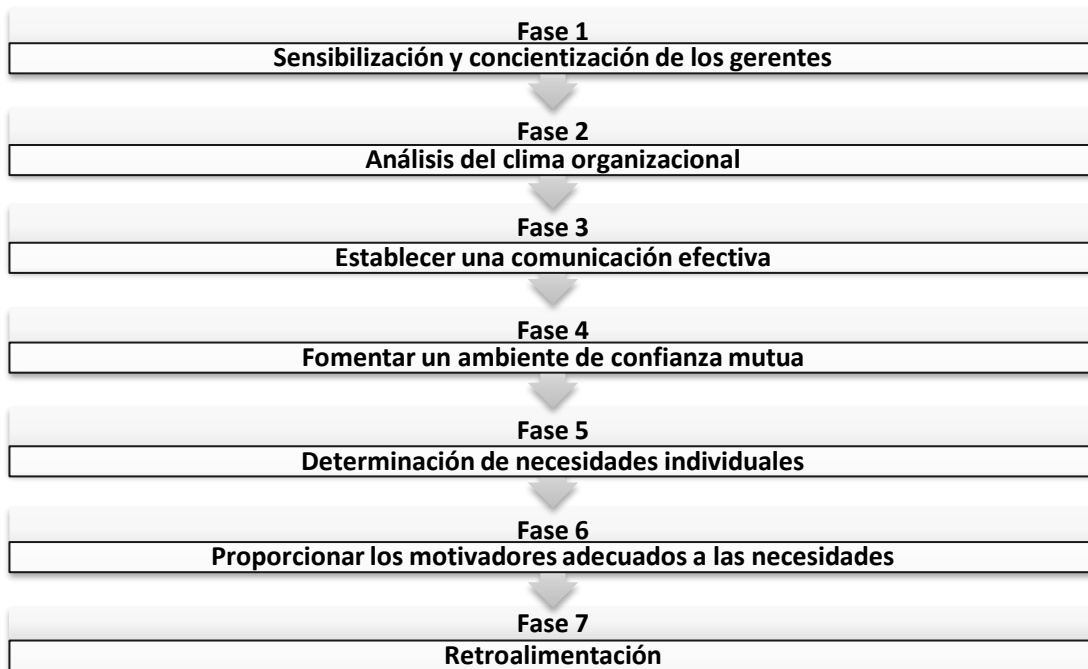 Fase 1
Sensibilización y concientización de los gerentes
Fase 2
Análisis del clima organizacional
Fase 3
Establecer una comunicación efectiva
Fase 4
Fomentar un ambiente de confianza mutua
Fase 5
Determinación de necesidades individuales
Fase 6
Proporcionar los motivadores adecuados a las necesidades
Fase 7
Retroalimentación